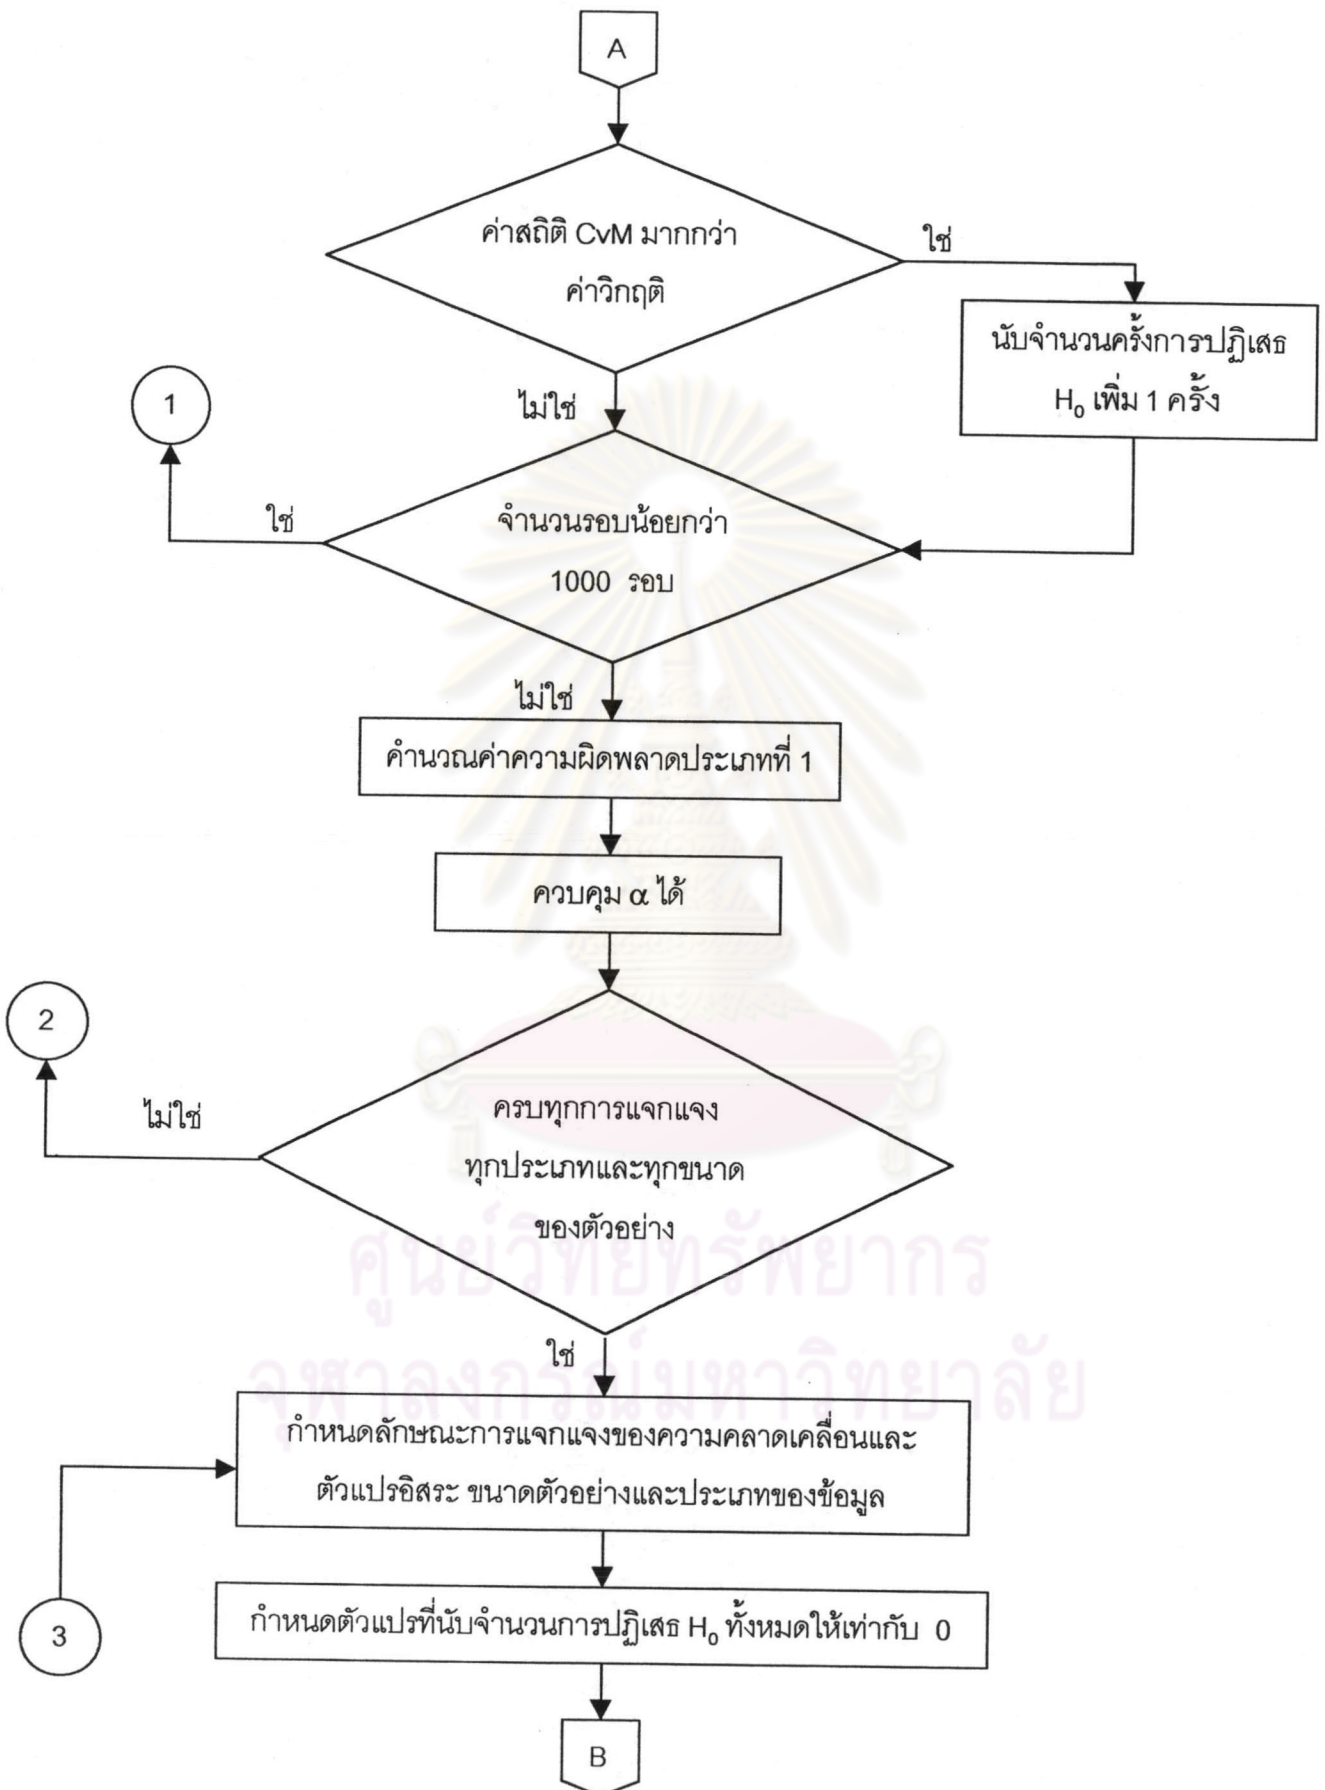 A
ค่าสถิติ CvM มากกว่า
ค่าวิกฤติ
ใช่
นับจำนวนครั้งการปฏิเสธ
H₀ เพิ่ม 1 ครั้ง
ไม่ใช่
1
จำนวนรอบน้อยกว่า
1000 รอบ
ใช่
ไม่ใช่
คำนวณค่าความผิดพลาดประเภทที่ 1
ควบคุม α ได้
2
ไม่ใช่
ครบทุกการแจกแจง
ทุกประเภทและทุกขนาด
ของตัวอย่าง
ศูนย์วิทยทรัพยากร
จุฬาลงกรณ์มหาวิทยาลัย
ใช่
กำหนดลักษณะการแจกแจงของความคลาดเคลื่อนและ
ตัวแปรอิสระ ขนาดตัวอย่างและประเภทของข้อมูล
3
กำหนดตัวแปรที่นับจำนวนการปฏิเสธ H₀ ทั้งหมดให้เท่ากับ 0
B